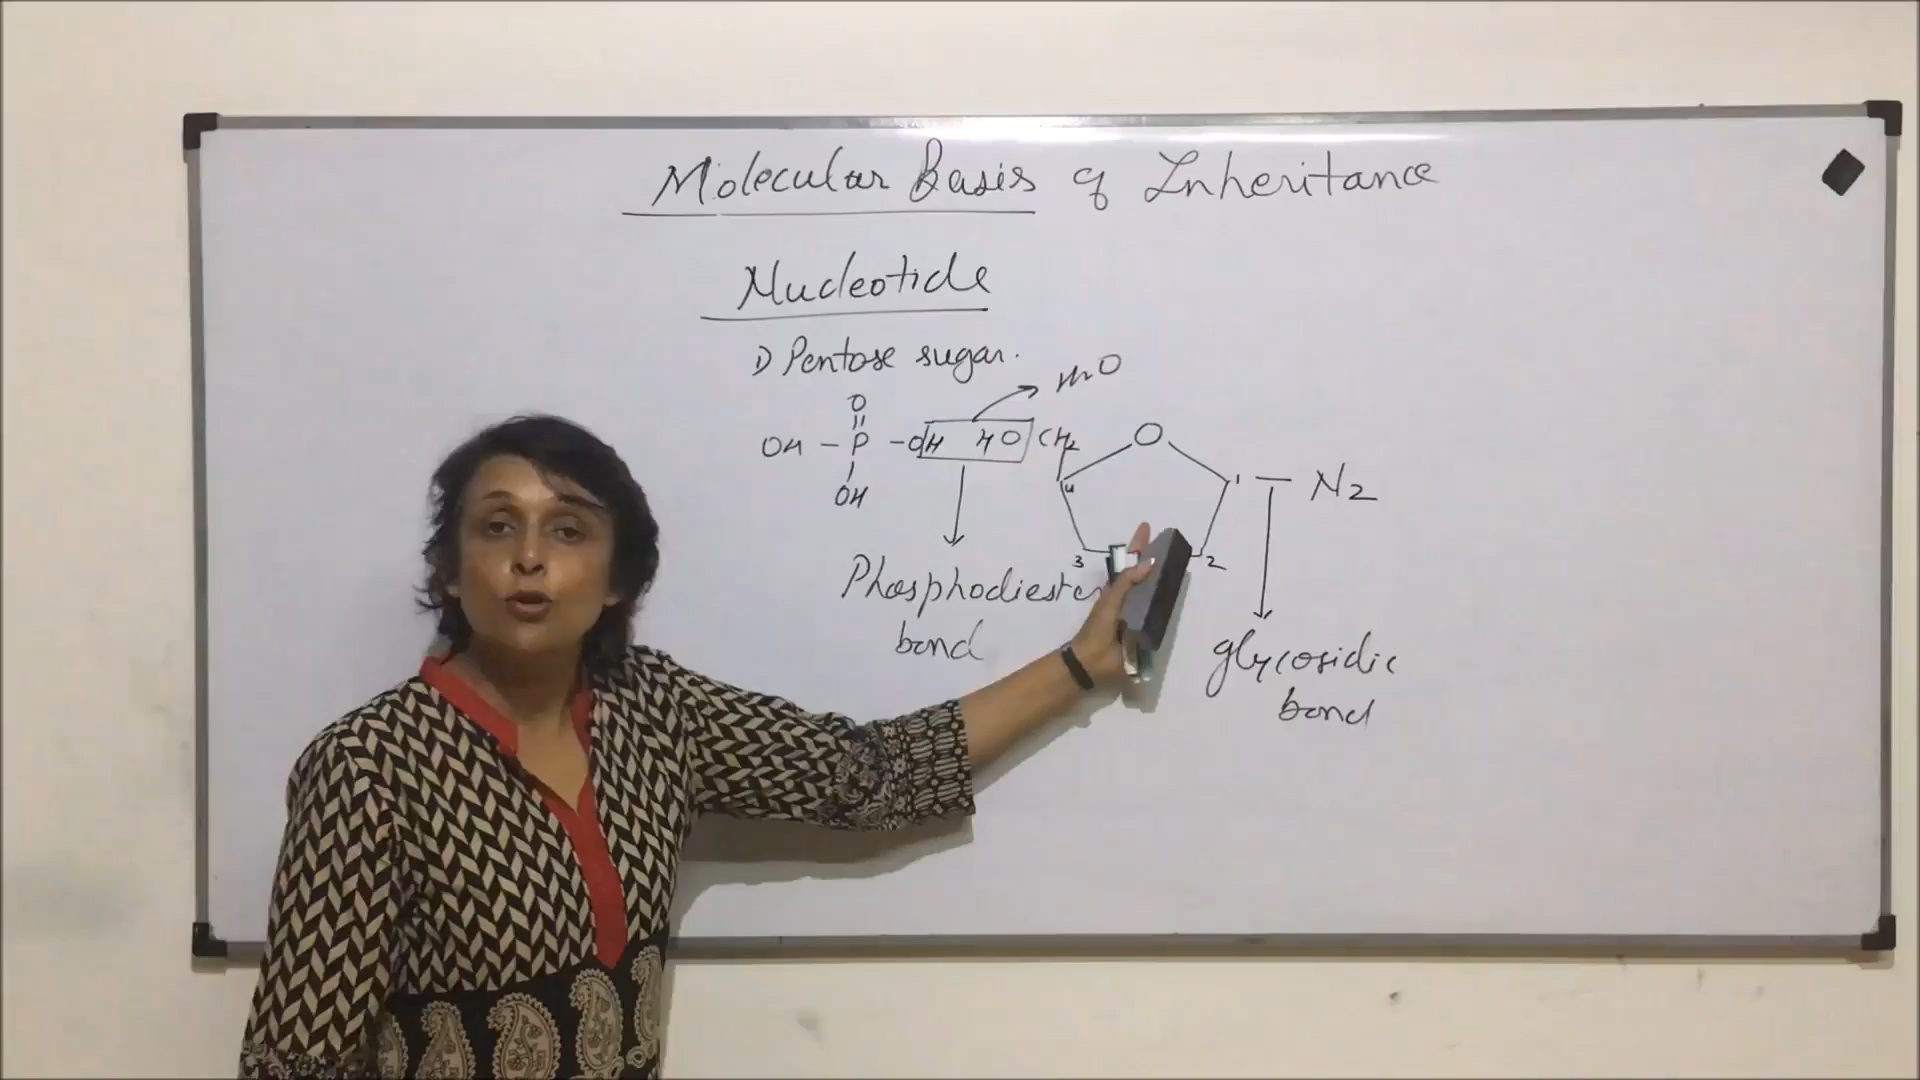 Molecular Basis of Inheritance
Nucleotide
1) Pentose sugar.
O
OH - P - OH HO CH2 O
OH
4 1 - N2
3 2
Phosphodiester
bond
glycosidic
bond